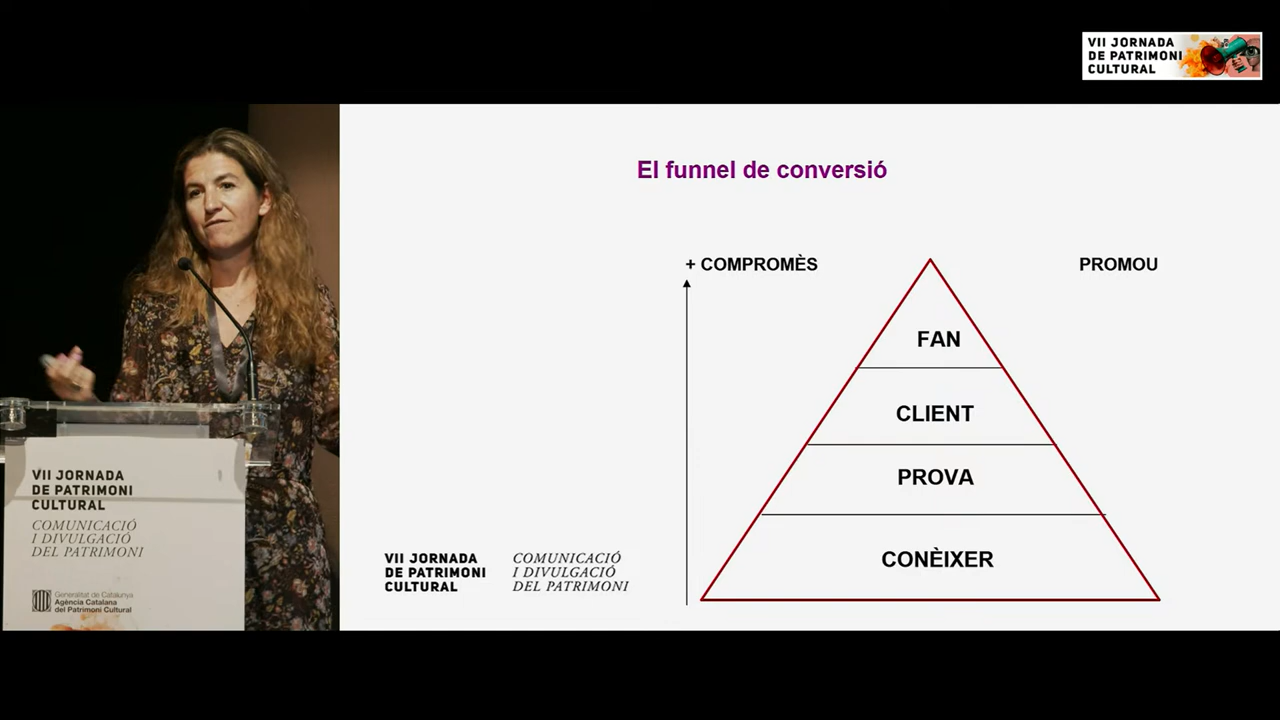 VII JORNADA
DE PATRIMONI
CULTURAL
El funnel de conversió
+ COMPROMÈS
PROMOU
FAN
CLIENT
PROVA
CONÈIXER
VII JORNADA
DE PATRIMONI
CULTURAL
COMUNICACIÓ
I DIVULGACIÓ
DEL PATRIMONI
VII JORNADA
DE PATRIMONI
CULTURAL
COMUNICACIÓ
I DIVULGACIÓ
DEL PATRIMONI
Generalitat de Catalunya
Agència Catalana
del Patrimoni Cultural